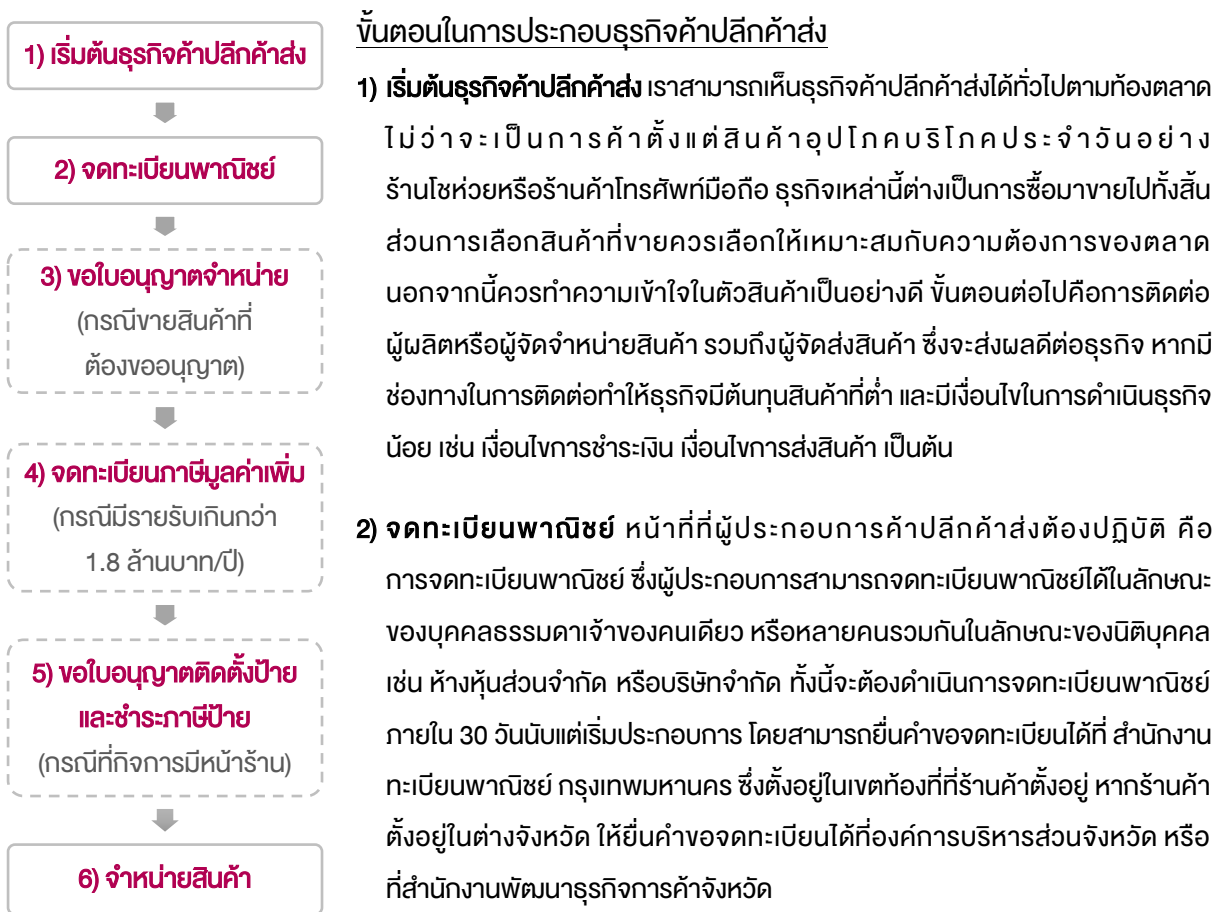 1) เริ่มต้นธุรกิจค้าปลีกค้าส่ง
2) จดทะเบียนพาณิชย์
3) ขอใบอนุญาตจำหน่าย
(กรณีขายสินค้าที่
ต้องขออนุญาต)
4) จดทะเบียนภาษีมูลค่าเพิ่ม
(กรณีมีรายรับเกินกว่า
1.8 ล้านบาท/ปี)
5) ขอใบอนุญาตติดตั้งป้าย
และชำระภาษีป้าย
(กรณีที่กิจการมีหน้าร้าน)
6) จำหน่ายสินค้า
ขั้นตอนในการประกอบธุรกิจค้าปลีกค้าส่ง
1) เริ่มต้นธุรกิจค้าปลีกค้าส่ง เราสามารถเห็นธุรกิจค้าปลีกค้าส่งได้ทั่วไปตามท้องตลาด
ไม่ว่าจะเป็นการค้าตั้งแต่สินค้าอุปโภคบริโภคประจำวันอย่าง
ร้านโชห่วยหรือร้านค้าโทรศัพท์มือถือ ธุรกิจเหล่านี้ต่างเป็นการซื้อมาขายไปทั้งสิ้น
ส่วนการเลือกสินค้าที่ขายควรเลือกให้เหมาะสมกับความต้องการของตลาด
นอกจากนี้ควรทำความเข้าใจในตัวสินค้าเป็นอย่างดี ขั้นตอนต่อไปคือการติดต่อ
ผู้ผลิตหรือผู้จัดจำหน่ายสินค้า รวมถึงผู้จัดส่งสินค้า ซึ่งจะส่งผลดีต่อธุรกิจ หากมี
ช่องทางในการติดต่อทำให้ธุรกิจมีต้นทุนสินค้าที่ต่ำ และมีเงื่อนไขในการดำเนินธุรกิจ
น้อย เช่น เงื่อนไขการชำระเงิน เงื่อนไขการส่งสินค้า เป็นต้น
2) จดทะเบียนพาณิชย์ หน้าที่ที่ผู้ประกอบการค้าปลีกค้าส่งต้องปฏิบัติ คือ
การจดทะเบียนพาณิชย์ ซึ่งผู้ประกอบการสามารถจดทะเบียนพาณิชย์ได้ในลักษณะ
ของบุคคลธรรมดาเจ้าของคนเดียว หรือหลายคนรวมกันในลักษณะของนิติบุคคล
เช่น ห้างหุ้นส่วนจำกัด หรือบริษัทจำกัด ทั้งนี้จะต้องดำเนินการจดทะเบียนพาณิชย์
ภายใน 30 วันนับแต่เริ่มประกอบการ โดยสามารถยื่นคำขอจดทะเบียนได้ที่ สำนักงาน
ทะเบียนพาณิชย์ กรุงเทพมหานคร ซึ่งตั้งอยู่ในเขตท้องที่ที่ร้านค้าตั้งอยู่ หากร้านค้า
ตั้งอยู่ในต่างจังหวัด ให้ยื่นคำขอจดทะเบียนได้ที่องค์การบริหารส่วนจังหวัด หรือ
ที่สำนักงานพัฒนาธุรกิจการค้าจังหวัด